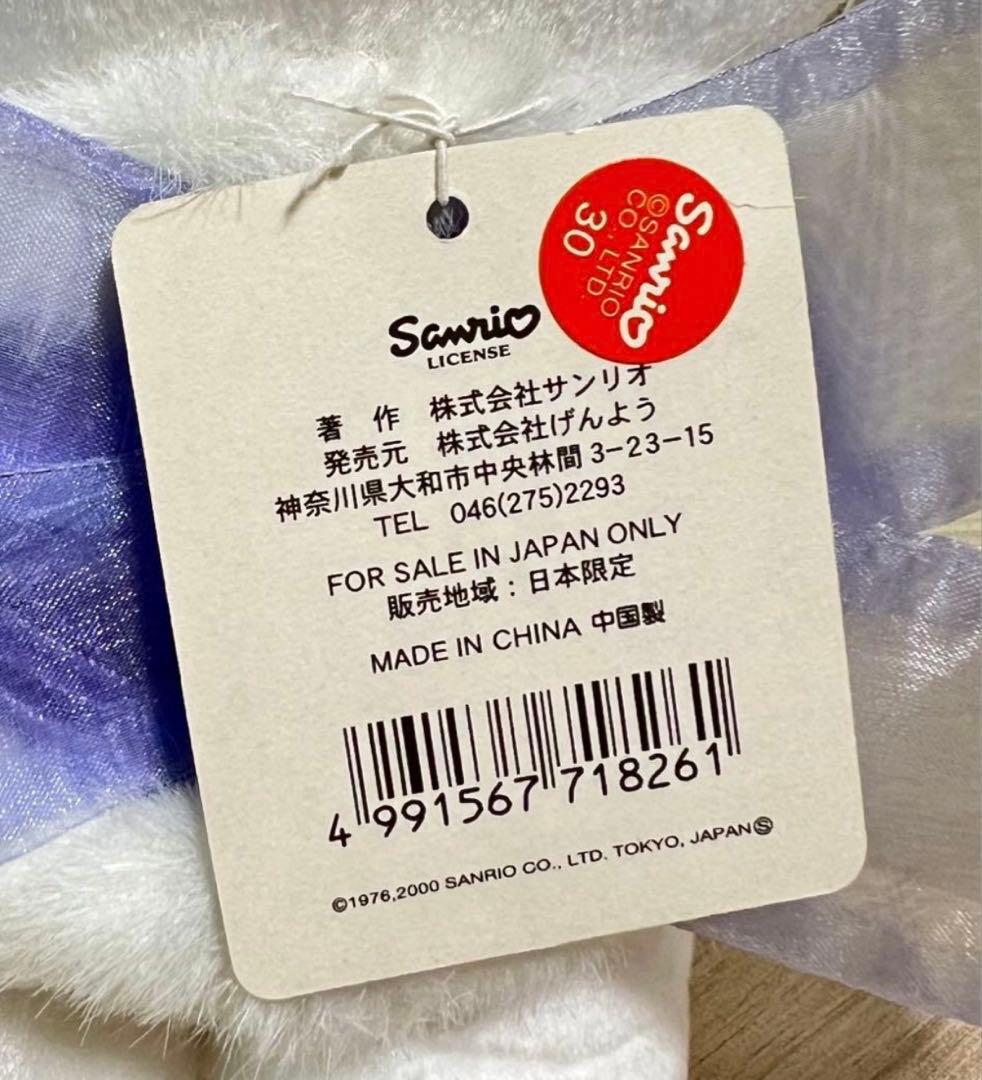 Sanrio
©SANRIO
CO., LTD.
30
Sanrio
LICENSE
著 作 株式会社サンリオ
発売元 株式会社げんよう
神奈川県大和市中央林間3-23-15
TEL 046(275)2293
FOR SALE IN JAPAN ONLY
販売地域：日本限定
MADE IN CHINA 中国製
4 991567 718261
©1976,2000 SANRIO CO., LTD. TOKYO, JAPANⓈ